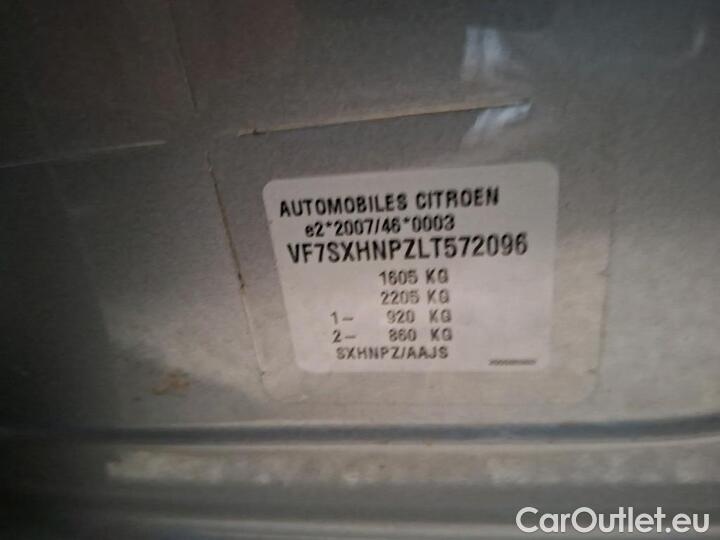 AUTOMOBILES CITROEN
e2*2007/46*0003
VF7SXHNPZLT572096
1605 KG
2205 KG
1- 920 KG
2- 860 KG
SXHNPZ/AAJS
CarOutlet.eu